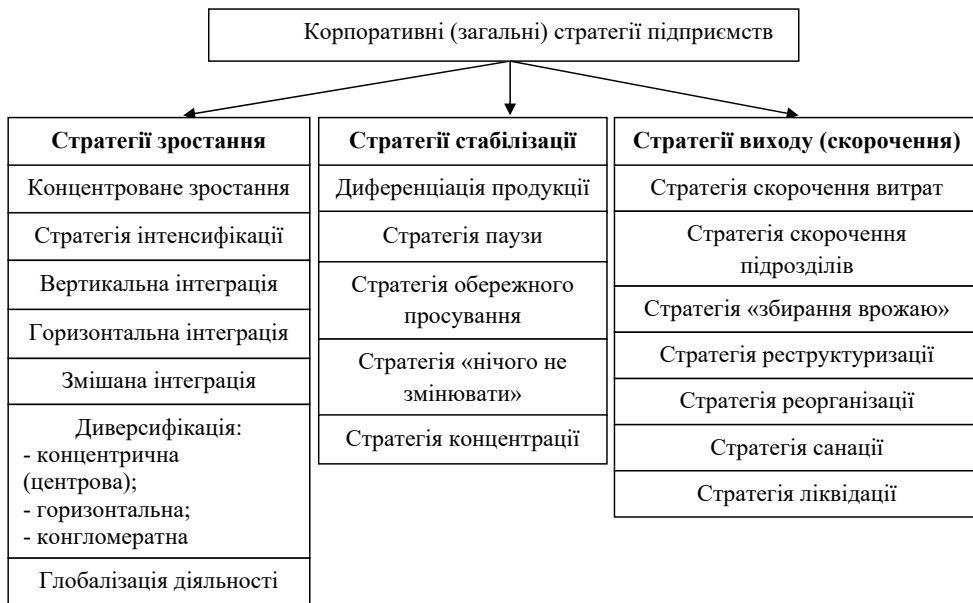 Корпоративні (загальні) стратегії підприємств
Стратегії зростання
Концентроване зростання
Стратегія інтенсифікації
Вертикальна інтеграція
Горизонтальна інтеграція
Змішана інтеграція
Диверсифікація:
- концентрична
(центрова);
- горизонтальна;
- конгломератна
Глобалізація діяльності
Стратегії стабілізації
Диференціація продукції
Стратегія паузи
Стратегія обережного
просування
Стратегія «нічого не
змінювати»
Стратегія концентрації
Стратегії виходу (скорочення)
Стратегія скорочення витрат
Стратегія скорочення
підрозділів
Стратегія «збирання врожаю»
Стратегія реструктуризації
Стратегія реорганізації
Стратегія санації
Стратегія ліквідації